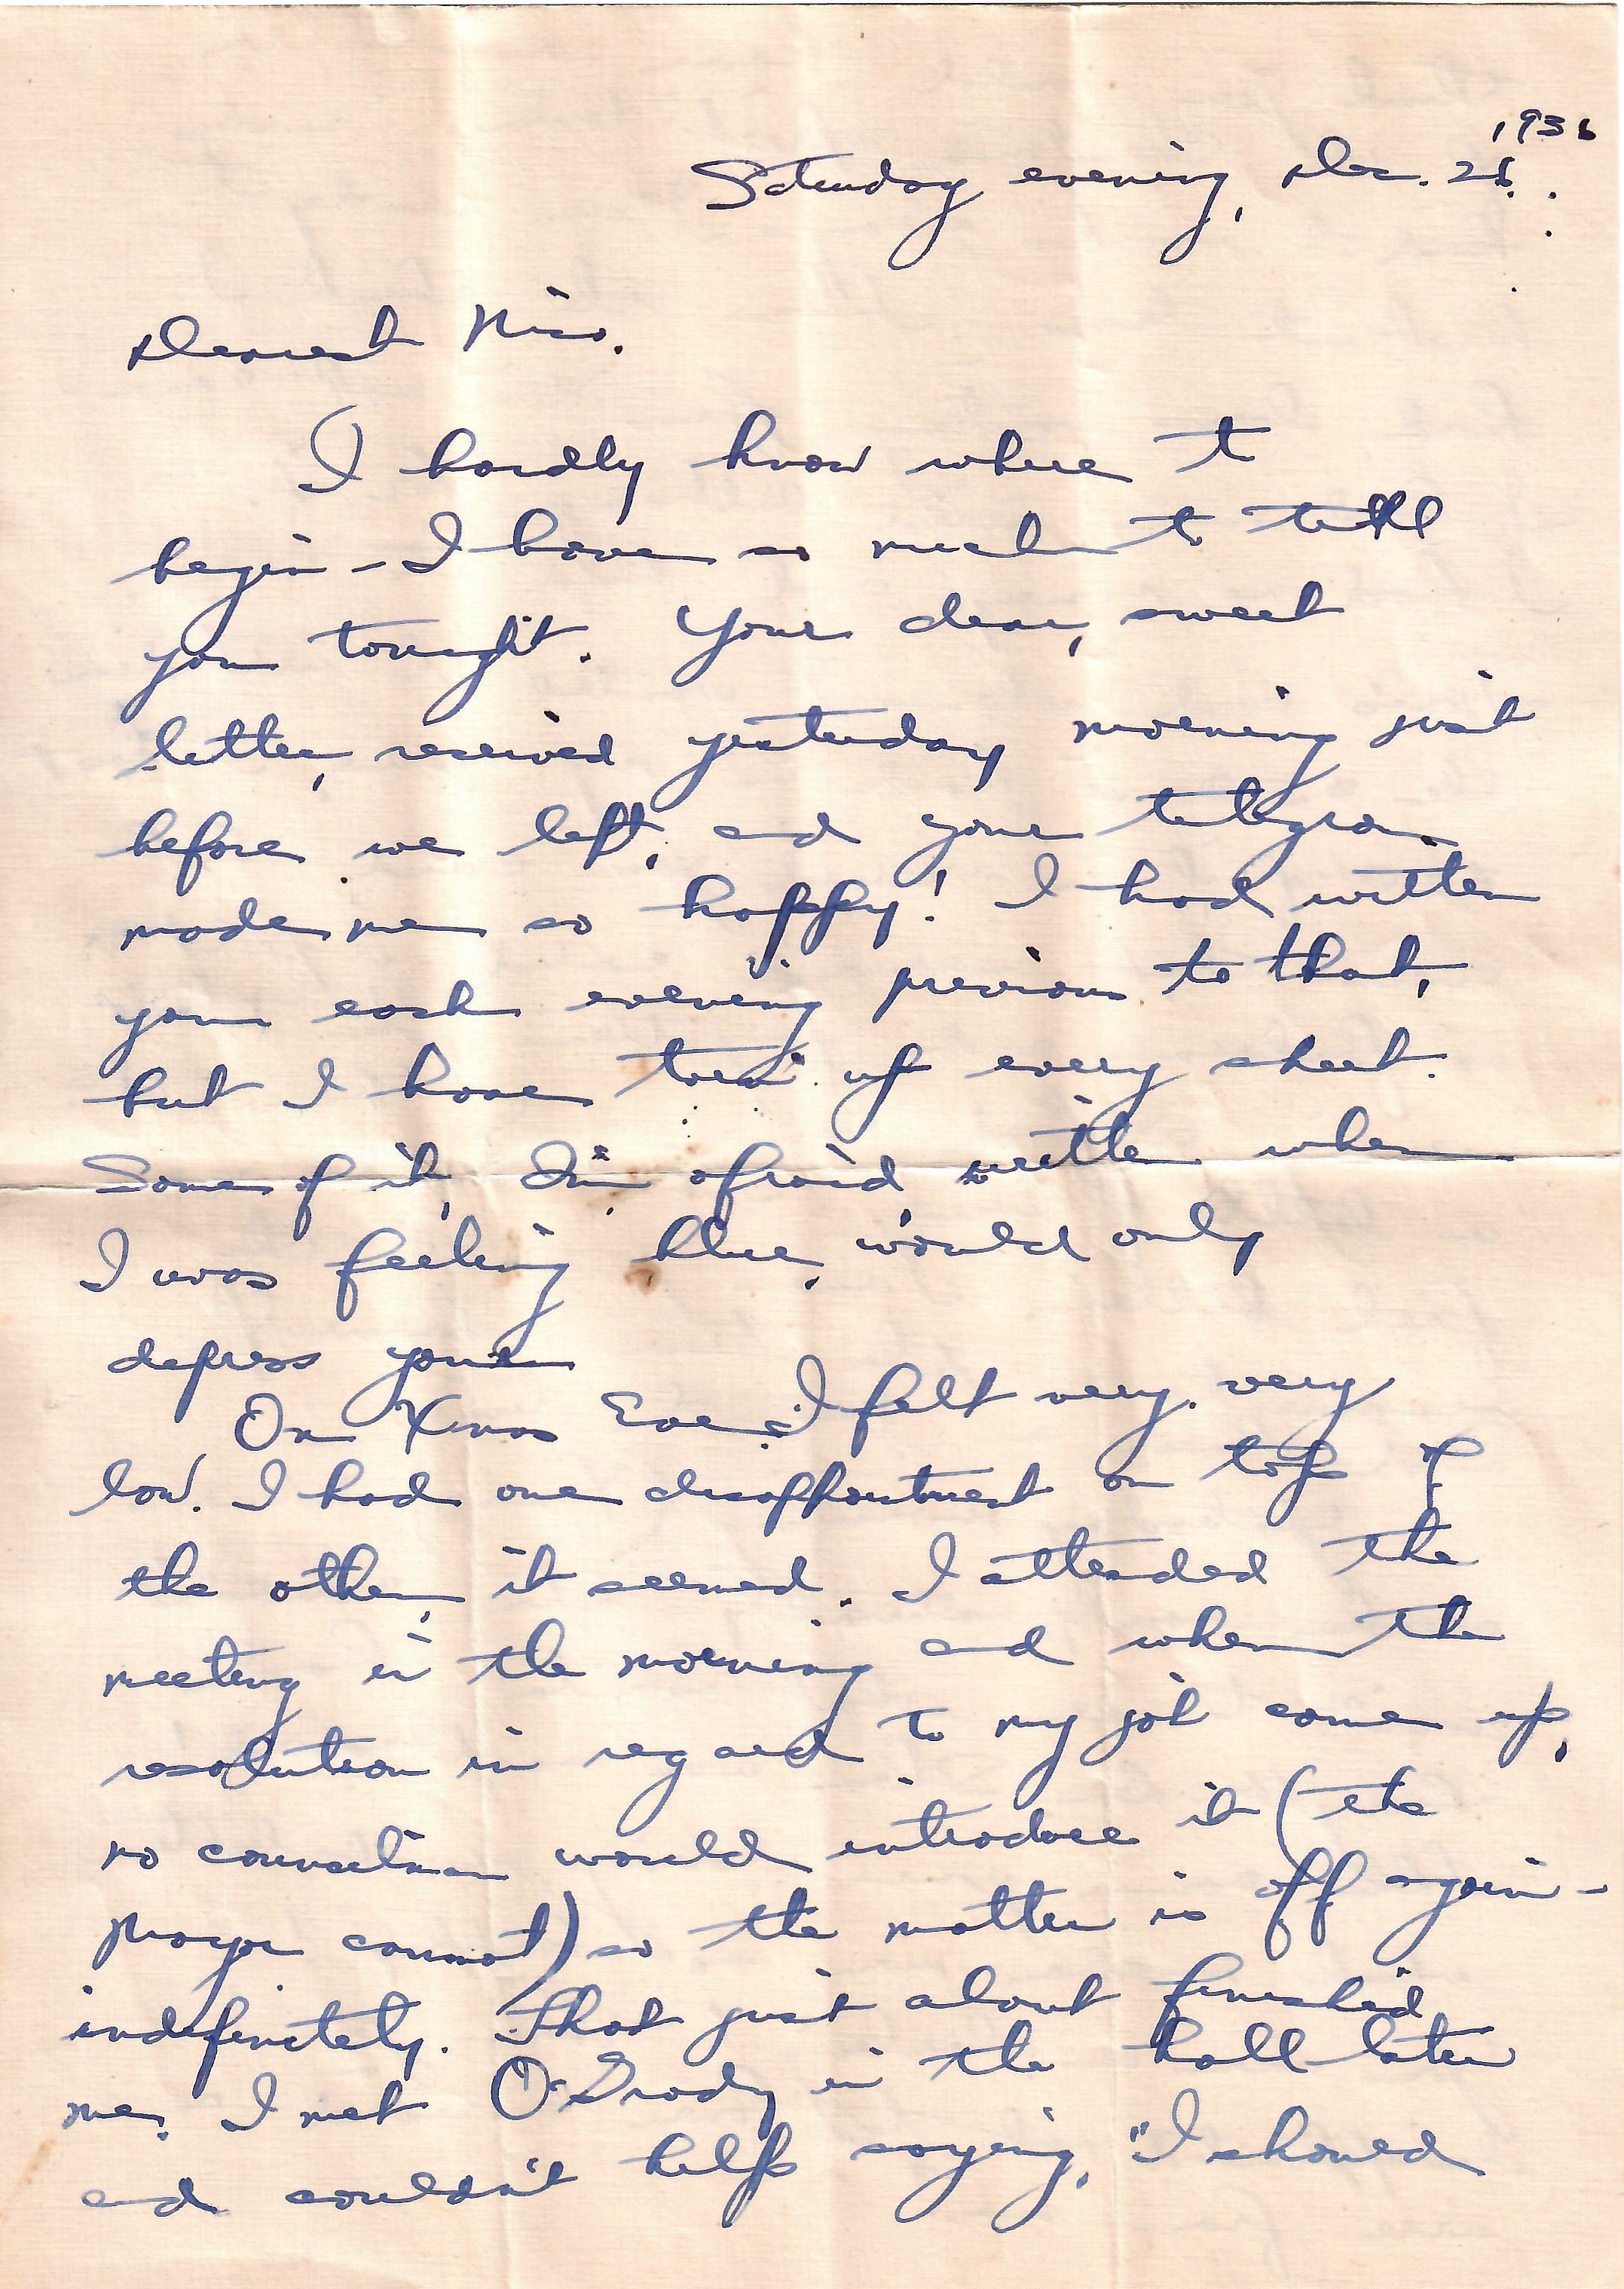 1936
Saturday evening, Dec. 26.
Dearest
I hardly know where to
begin - I have so much to tell
you tonight. Your dear, sweet
letter, received yesterday morning just
before we left, and your telegram
made me so happy! I had written
you each evening previous to that,
but I have torn up every sheet.
Some of it, I'm afraid written when
I was feeling blue, would only
depress you
On Xmas Eve I felt very, very
low. I had one disappointment on top of
the other, it seemed. I attended the
meeting in the morning and when the
resolution in regard to my job came up,
no councilman would introduce it (the
Mayor cannot) so the matter is off again -
indefinitely. That just about finished
me. I met O'Grady in the hall later
and couldn't help saying, "I should